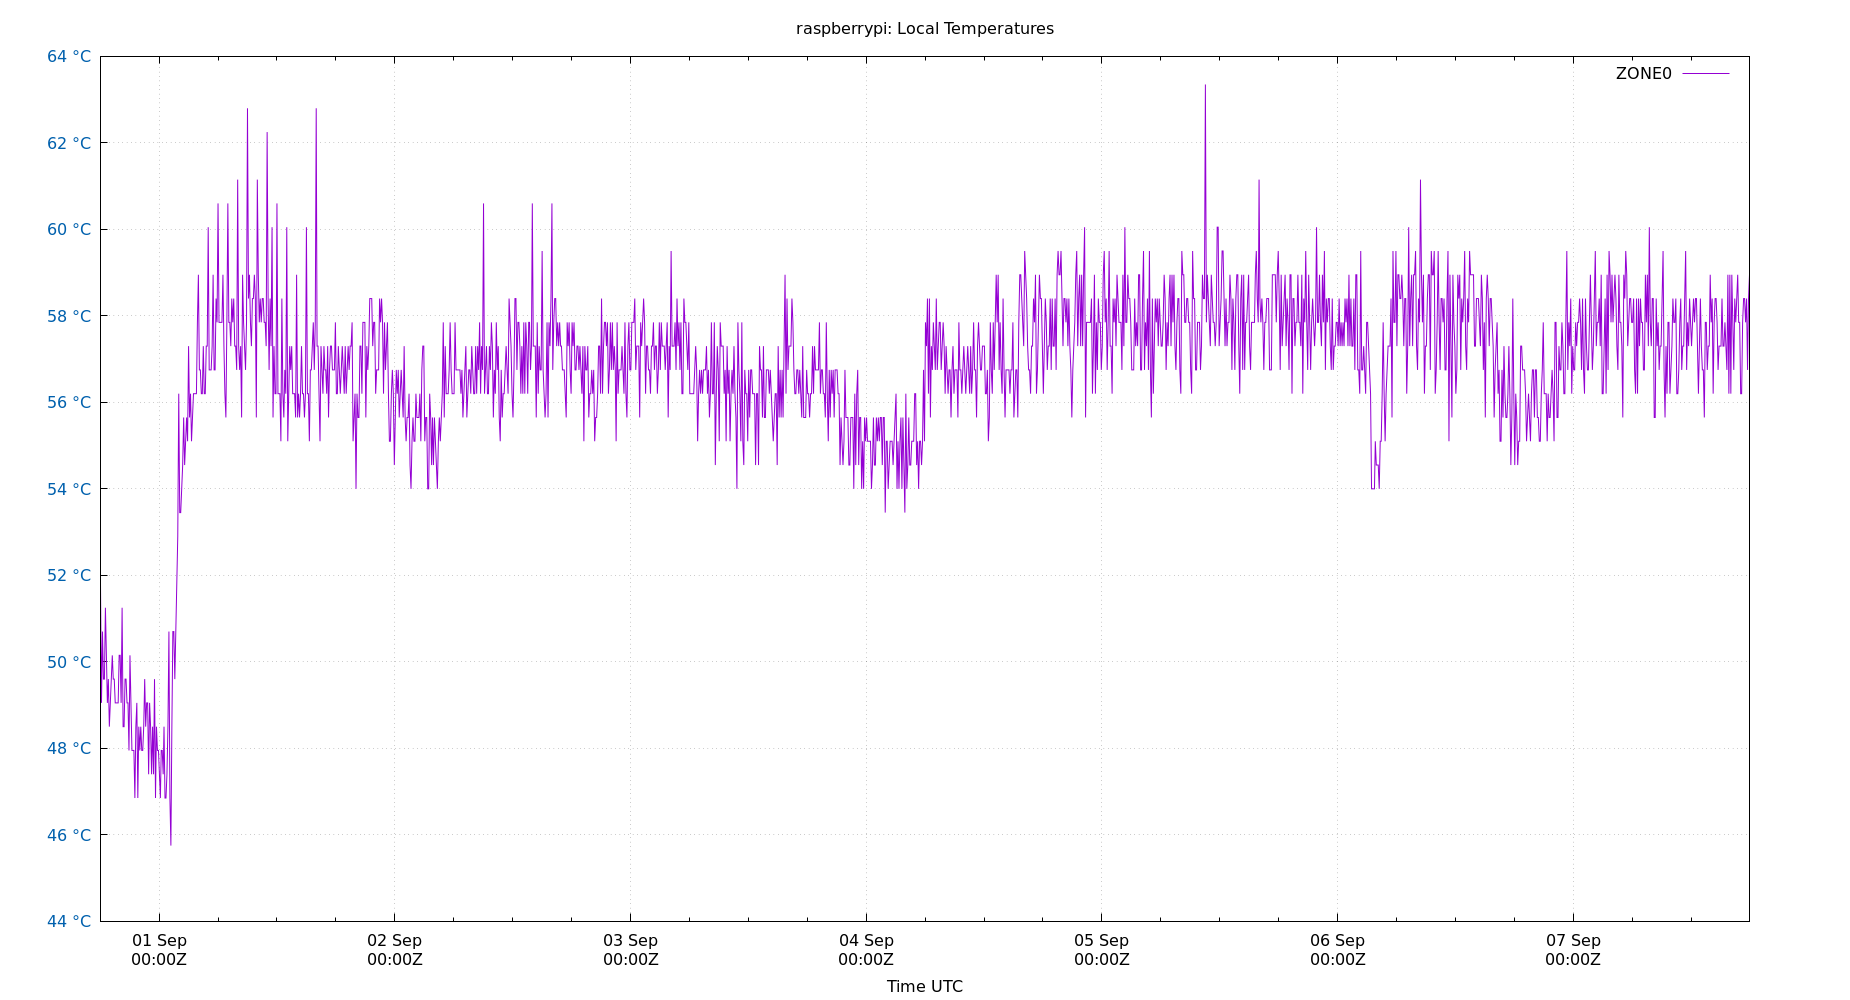 raspberrypi: Local Temperatures
64 °C
ZONE0
62 °C
60 °C
58 °C
56 °C
54 °C
52 °C
50 °C
48 °C
46 °C
44 °C
01 Sep 02 Sep 03 Sep 04 Sep 05 Sep 06 Sep 07 Sep
00:00Z 00:00Z 00:00Z 00:00Z 00:00Z 00:00Z 00:00Z
Time UTC